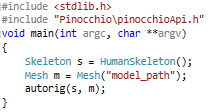 #include <stdlib.h>
#include "Pinocchio\pinocchioApi.h"
void main(int argc, char **argv)
{
Skeleton s = HumanSkeleton();
Mesh m = Mesh("model_path");
autorig(s, m);
}